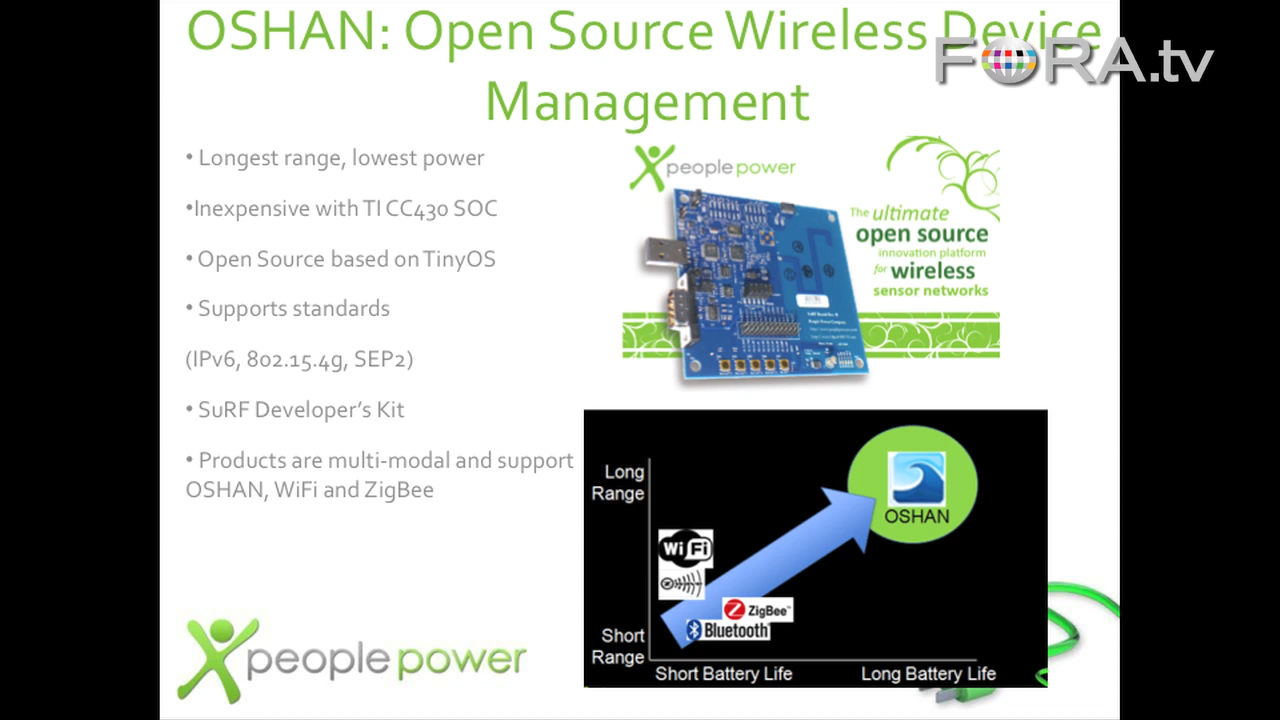 OSHAN: Open Source Wireless Device
Management
FORA.tv
• Longest range, lowest power
•Inexpensive with TI CC430 SOC
• Open Source based on TinyOS
• Supports standards
(IPv6, 802.15.4g, SEP2)
• SuRF Developer's Kit
• Products are multi-modal and support
OSHAN, WiFi and ZigBee
people power
The ultimate
open source
innovation platform
for wireless
sensor networks
Long
Range
OSHAN
WiFi
ZigBee™
Bluetooth
Short
Range
Short Battery Life
Long Battery Life
people power